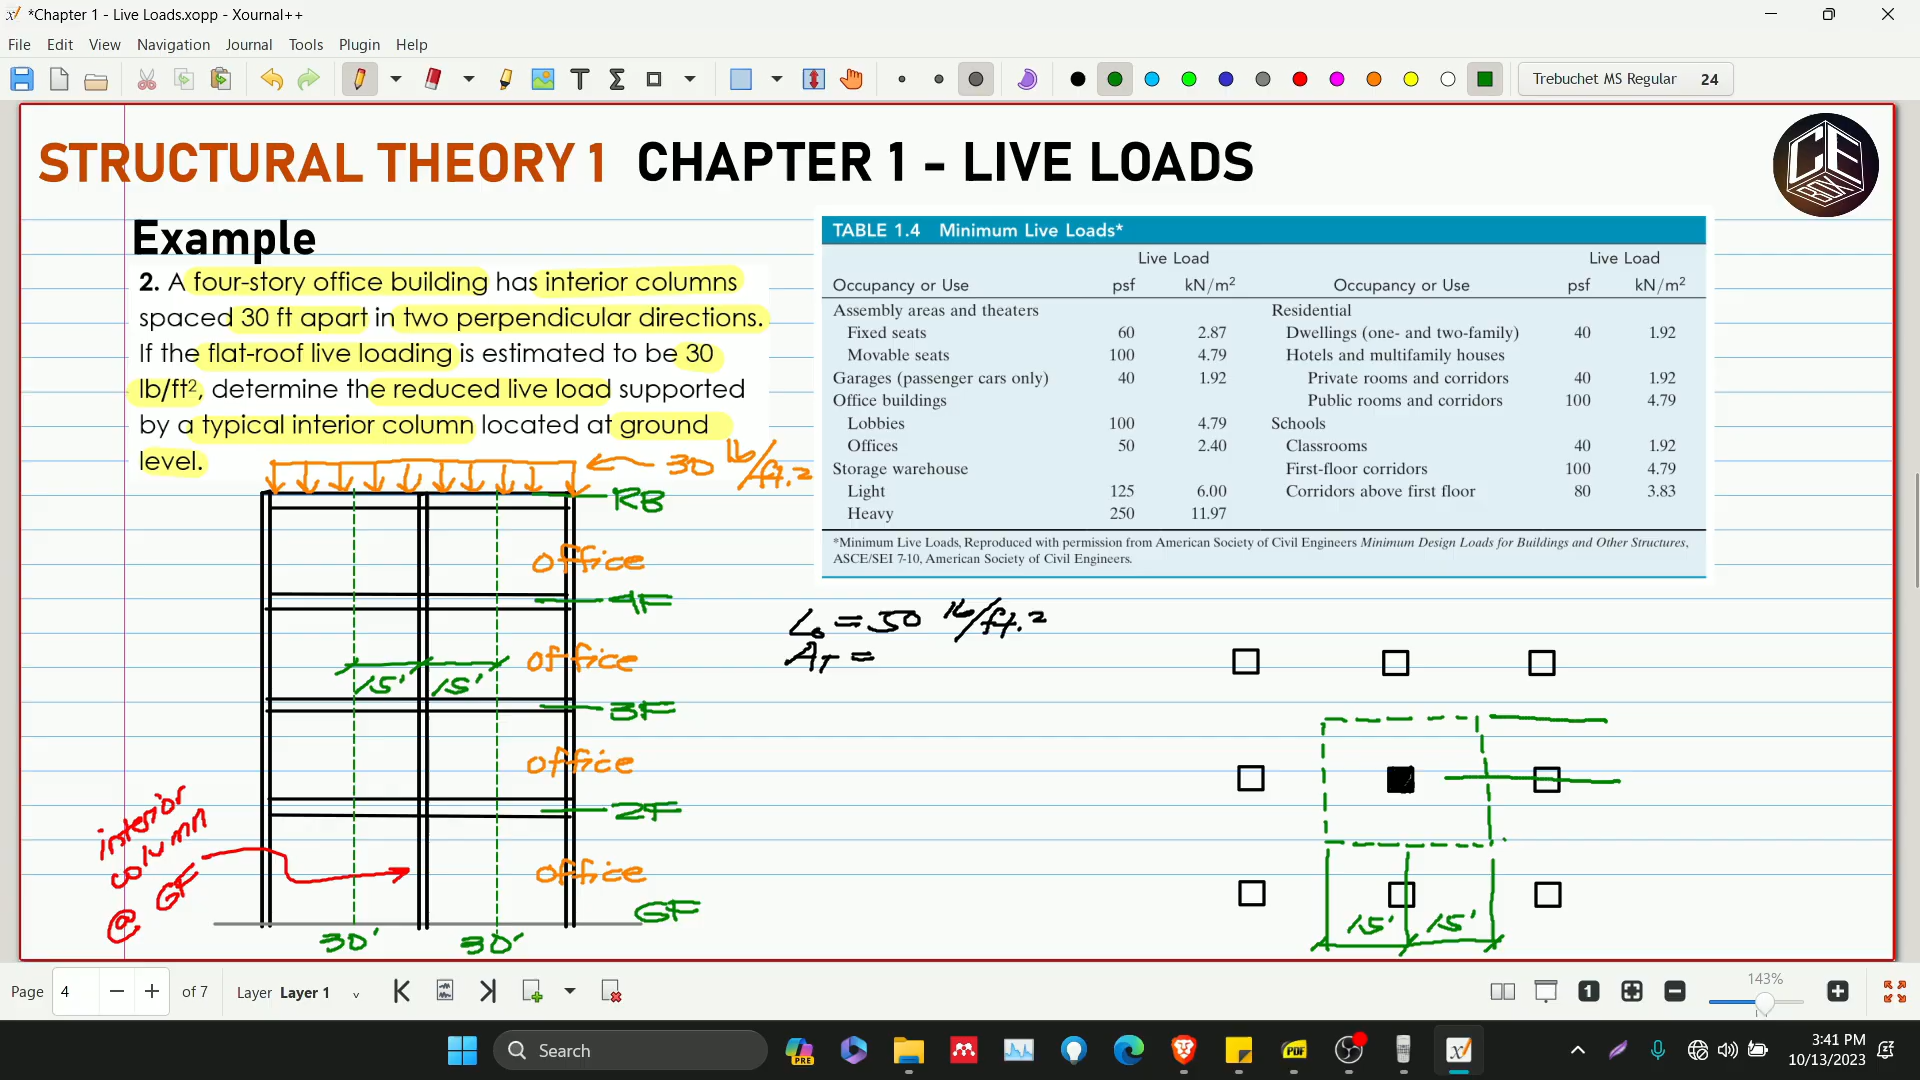 *Chapter 1 - Live Loads.xopp - Xournal++
File Edit View Navigation Journal Tools Plugin Help
Trebuchet MS Regular 24
STRUCTURAL THEORY 1 CHAPTER 1 - LIVE LOADS
CE
Example
2. A four-story office building has interior columns
spaced 30 ft apart in two perpendicular directions.
If the flat-roof live loading is estimated to be 30
lb/ft², determine the reduced live load supported
by a typical interior column located at ground
level.
TABLE 1.4 Minimum Live Loads*
Live Load Live Load
Occupancy or Use psf kN/m² Occupancy or Use psf kN/m²
Assembly areas and theaters Residential
Fixed seats 60 2.87 Dwellings (one- and two-family) 40 1.92
Movable seats 100 4.79 Hotels and multifamily houses
Garages (passenger cars only) 40 1.92 Private rooms and corridors 40 1.92
Office buildings Public rooms and corridors 100 4.79
Lobbies 100 4.79 Schools
Offices 50 2.40 Classrooms 40 1.92
Storage warehouse First-floor corridors 100 4.79
Light 125 6.00 Corridors above first floor 80 3.83
Heavy 250 11.97
*Minimum Live Loads, Reproduced with permission from American Society of Civil Engineers Minimum Design Loads for Buildings and Other Structures,
ASCE/SEI 7-10, American Society of Civil Engineers.
30 lb/ft.²
RB
office
4F
office
15' 15'
3F
office
2F
office
GF
30' 30'
interior
column
@ GF
L₀ = 50 lb/ft.²
A_T =
15' 15'
Page 4 of 7 Layer Layer 1
1
143%
Search
PRE
PDF
3:41 PM
10/13/2023